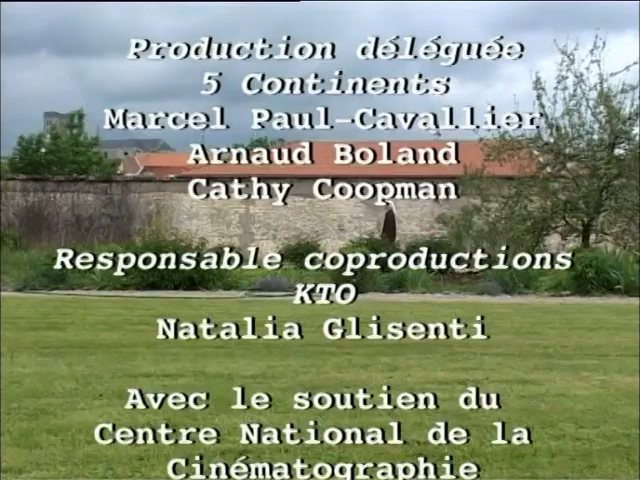 Production déléguée
5 Continents
Marcel Paul-Cavallier
Arnaud Boland
Cathy Coopman
Responsable coproductions
KTO
Natalia Glisenti
Avec le soutien du
Centre National de la
Cinématographie